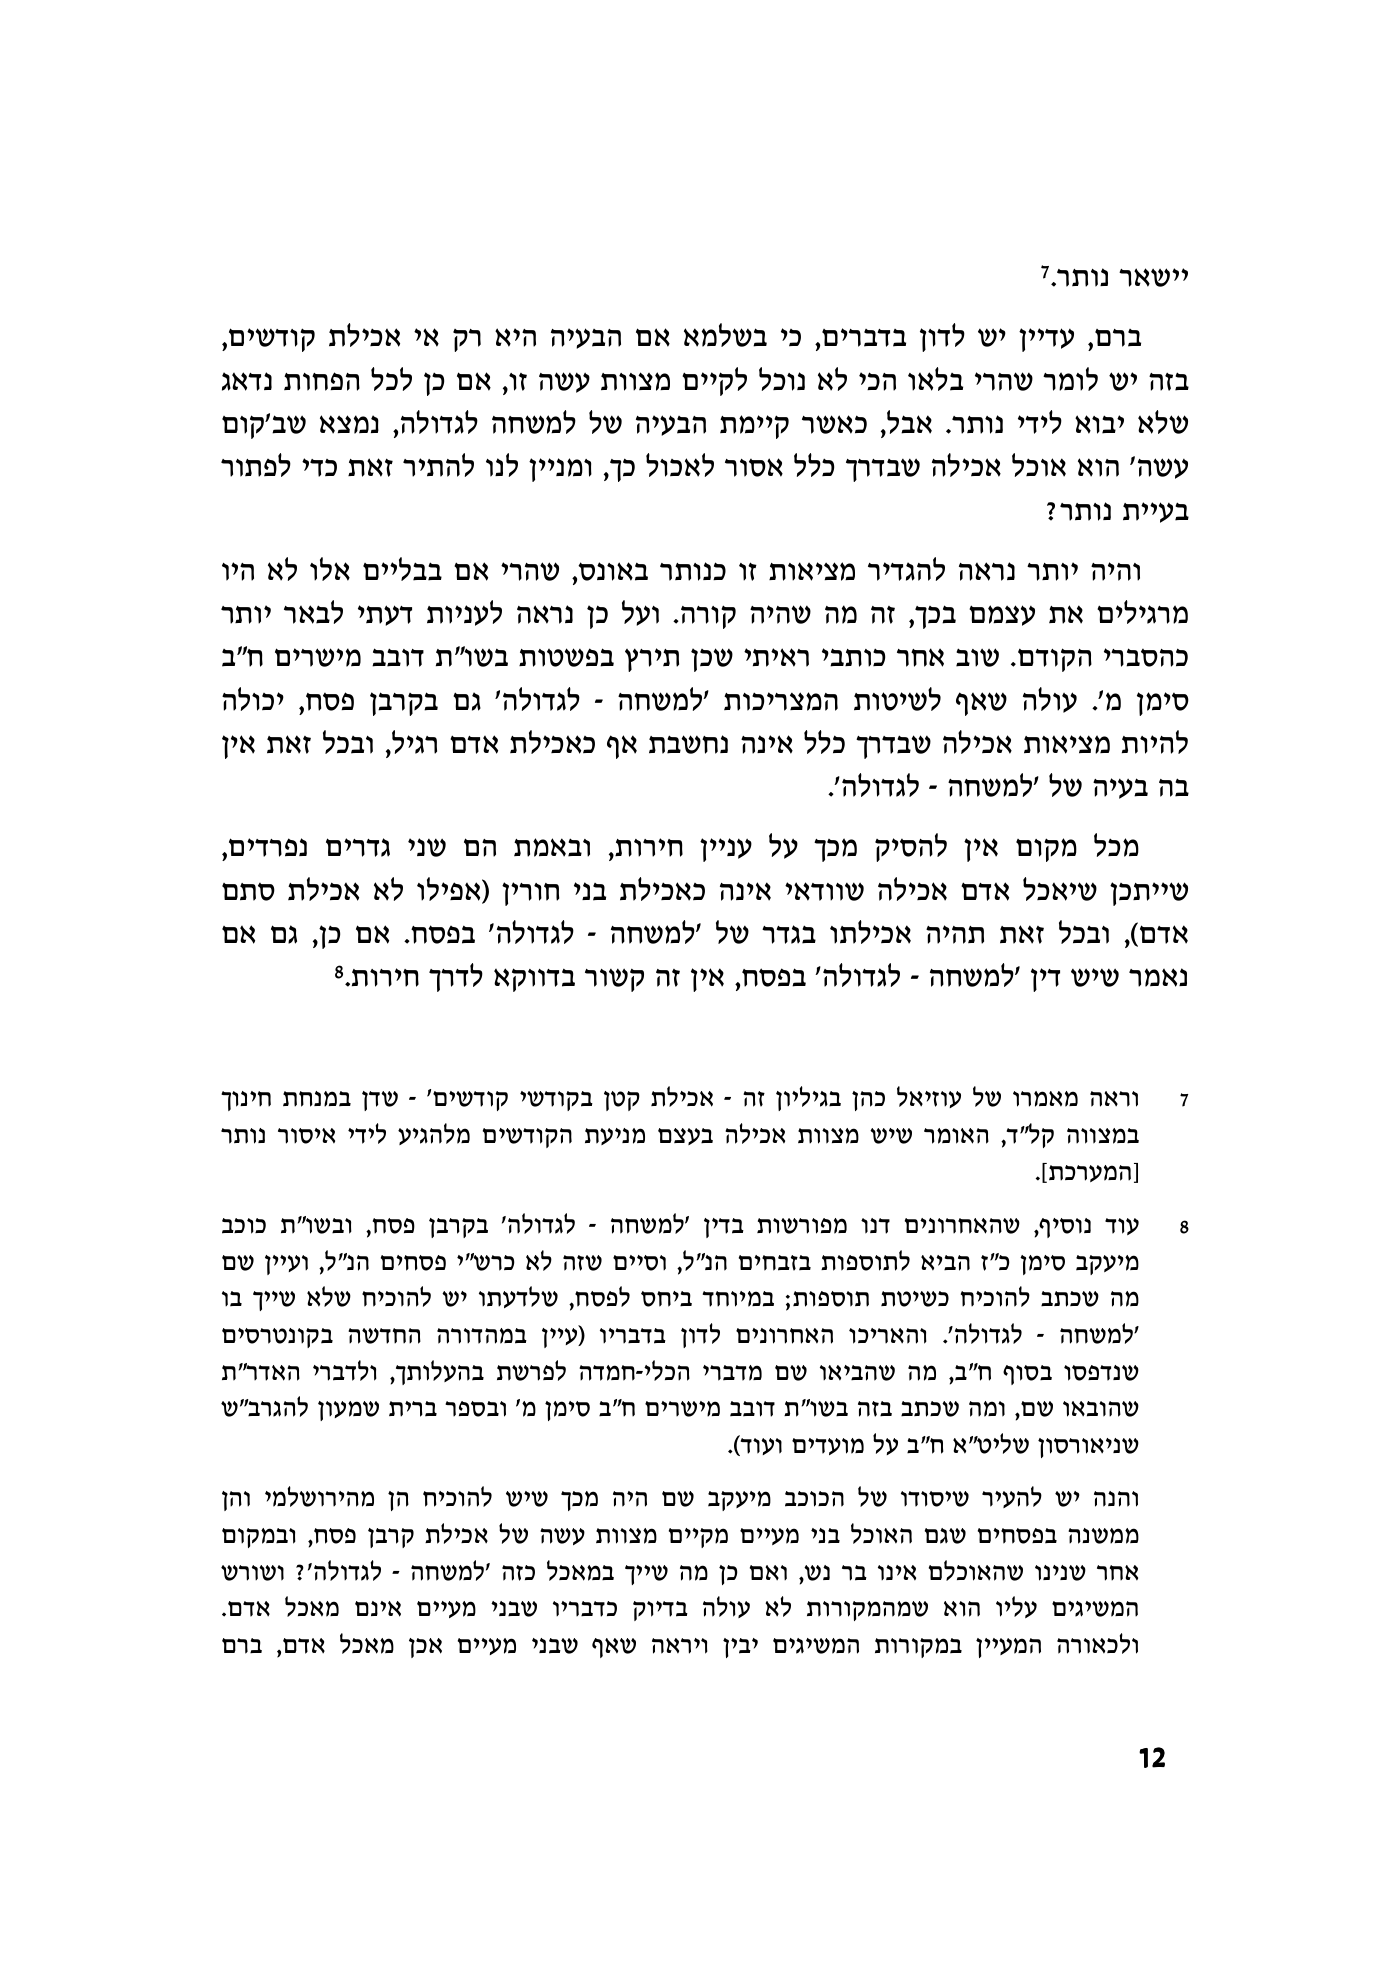 יישאר נותר.7
ברם, עדיין יש לדון בדברים, כי בשלמא אם הבעיה היא רק אי אכילת קודשים,
בזה יש לומר שהרי בלאו הכי לא נוכל לקיים מצוות עשה זו, אם כן לכל הפחות נדאג
שלא יבוא לידי נותר. אבל, כאשר קיימת הבעיה של למשחה לגדולה, נמצא שב'קום
עשה' הוא אוכל אכילה שבדרך כלל אסור לאכול כך, ומניין לנו להתיר זאת כדי לפתור
בעיית נותר?
והיה יותר נראה להגדיר מציאות זו כנותר באונס, שהרי אם בבליים אלו לא היו
מרגילים את עצמם בכך, זה מה שהיה קורה. ועל כן נראה לעניות דעתי לבאר יותר
כהסברי הקודם. שוב אחר כותבי ראיתי שכן תירץ בפשטות בשו"ת דובב מישרים ח"ב
סימן מ'. עולה שאף לשיטות המצריכות 'למשחה - לגדולה' גם בקרבן פסח, יכולה
להיות מציאות אכילה שבדרך כלל אינה נחשבת אף כאכילת אדם רגיל, ובכל זאת אין
בה בעיה של 'למשחה - לגדולה'.
מכל מקום אין להסיק מכך על עניין חירות, ובאמת הם שני גדרים נפרדים,
שייתכן שיאכל אדם אכילה שוודאי אינה כאכילת בני חורין (אפילו לא אכילת סתם
אדם), ובכל זאת תהיה אכילתו בגדר של 'למשחה - לגדולה' בפסח. אם כן, גם אם
נאמר שיש דין 'למשחה - לגדולה' בפסח, אין זה קשור בדווקא לדרך חירות.8
7 וראה מאמרו של עוזיאל כהן בגיליון זה - אכילת קטן בקודשי קודשים' - שדן במנחת חינוך
במצווה קל"ד, האומר שיש מצוות אכילה בעצם מניעת הקודשים מלהגיע לידי איסור נותר
[המערכת].
8 עוד נוסיף, שהאחרונים דנו מפורשות בדין 'למשחה - לגדולה' בקרבן פסח, ובשו"ת כוכב
מיעקב סימן כ"ז הביא לתוספות בזבחים הנ"ל, וסיים שזה לא כרש"י פסחים הנ"ל, ועיין שם
מה שכתב להוכיח כשיטת תוספות; במיוחד ביחס לפסח, שלדעתו יש להוכיח שלא שייך בו
'למשחה - לגדולה'. והאריכו האחרונים לדון בדבריו (עיין במהדורה החדשה בקונטרסים
שנדפסו בסוף ח"ב, מה שהביאו שם מדברי הכלי-חמדה לפרשת בהעלותך, ולדברי האדר"ת
שהובאו שם, ומה שכתב בזה בשו"ת דובב מישרים ח"ב סימן מ' ובספר ברית שמעון להגרב"ש
שניאורסון שליט"א ח"ב על מועדים ועוד).
והנה יש להעיר שיסודו של הכוכב מיעקב שם היה מכך שיש להוכיח הן מהירושלמי והן
ממשנה בפסחים שגם האוכל בני מעיים מקיים מצוות עשה של אכילת קרבן פסח, ובמקום
אחר שנינו שהאוכלם אינו בר נש, ואם כן מה שייך במאכל כזה 'למשחה - לגדולה'? ושורש
המשיגים עליו הוא שמהמקורות לא עולה בדיוק כדבריו שבני מעיים אינם מאכל אדם.
ולכאורה המעיין במקורות המשיגים יבין ויראה שאף שבני מעיים אכן מאכל אדם, ברם
12